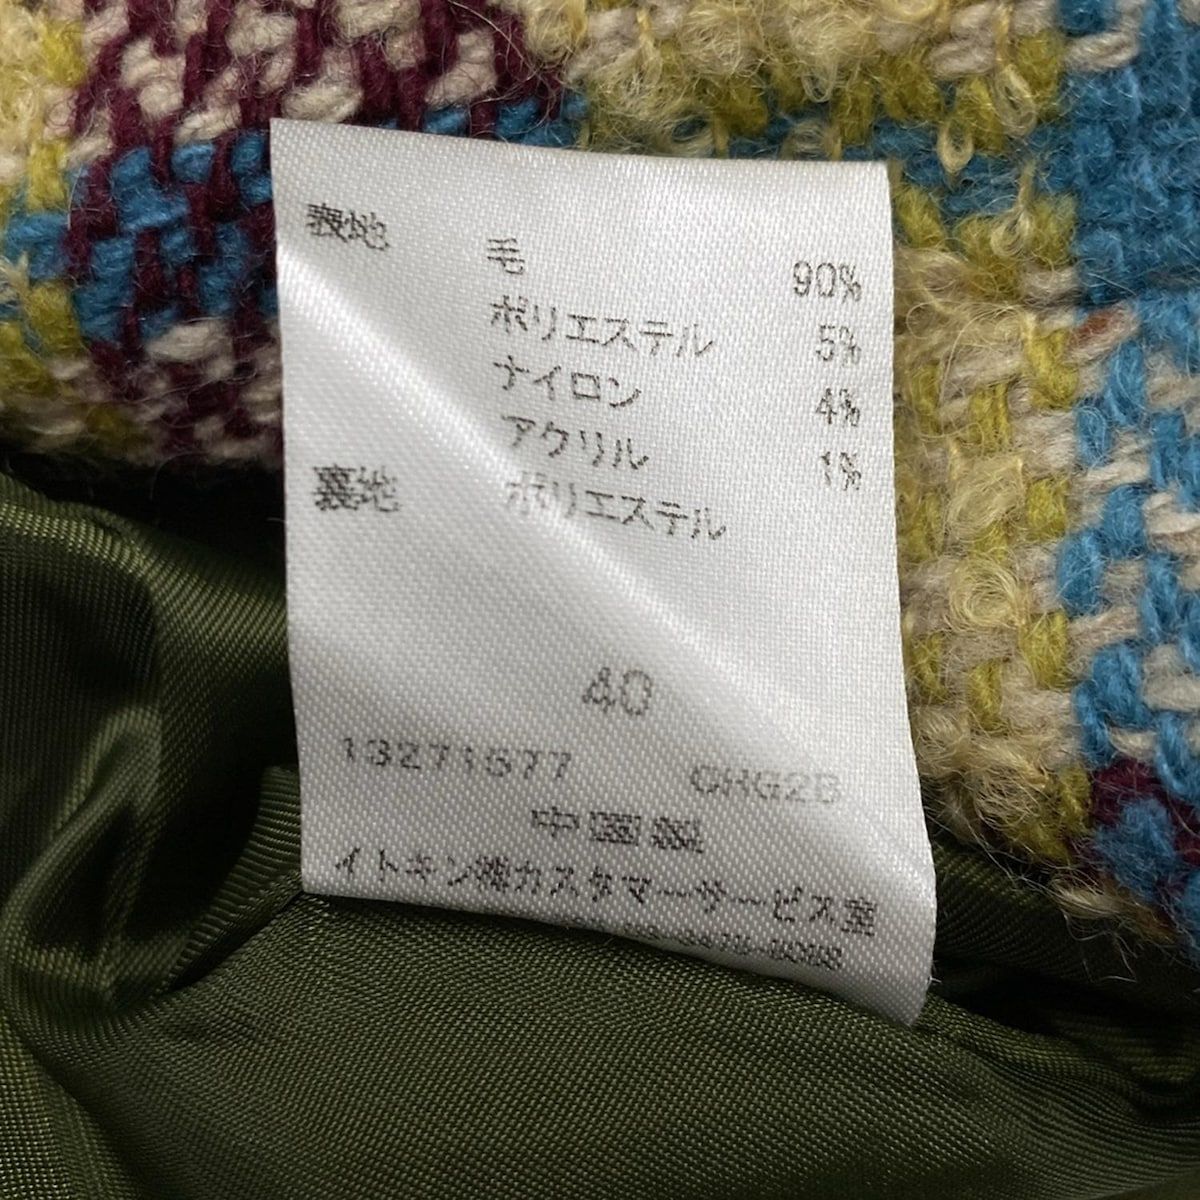 表地 毛 90%
ポリエステル 5%
ナイロン 4%
アクリル 1%
裏地 ポリエステル
40
13271577 CHG2B
中国製
イトキン㈱カスタマーサービス室